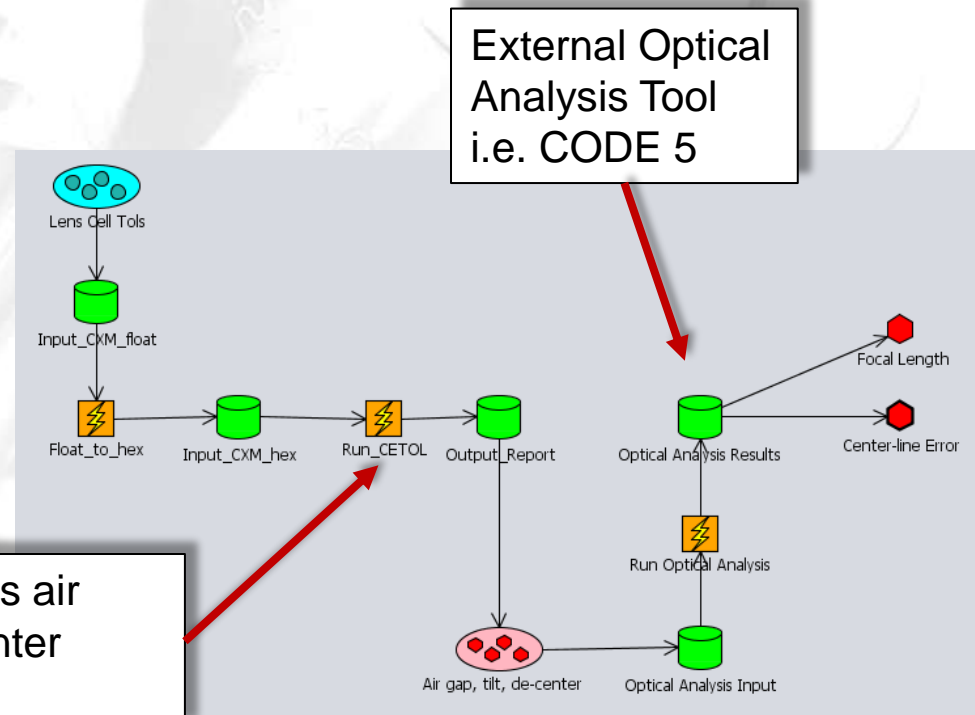 External Optical
Analysis Tool
i.e. CODE 5
Lens Cell Tols
Input_CXM_float
Float_to_hex
Input_CXM_hex
Run_CETOL
Output_Report
Optical Analysis Results
Focal Length
Center-line Error
Run Optical Analysis
s air
nter
Air gap, tilt, de-center
Optical Analysis Input